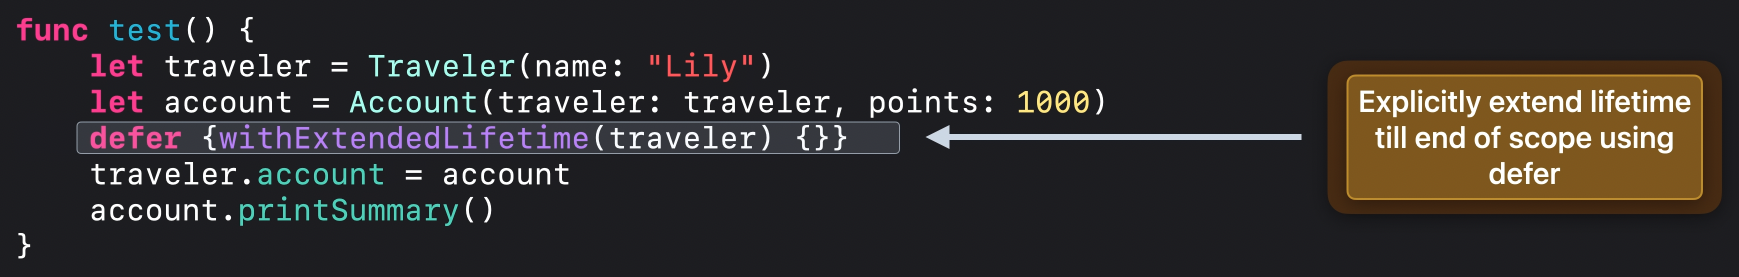 func test() {
    let traveler = Traveler(name: "Lily")
    let account = Account(traveler: traveler, points: 1000)
    defer {withExtendedLifetime(traveler) {}}
    traveler.account = account
    account.printSummary()
}
Explicitly extend lifetime
till end of scope using
defer